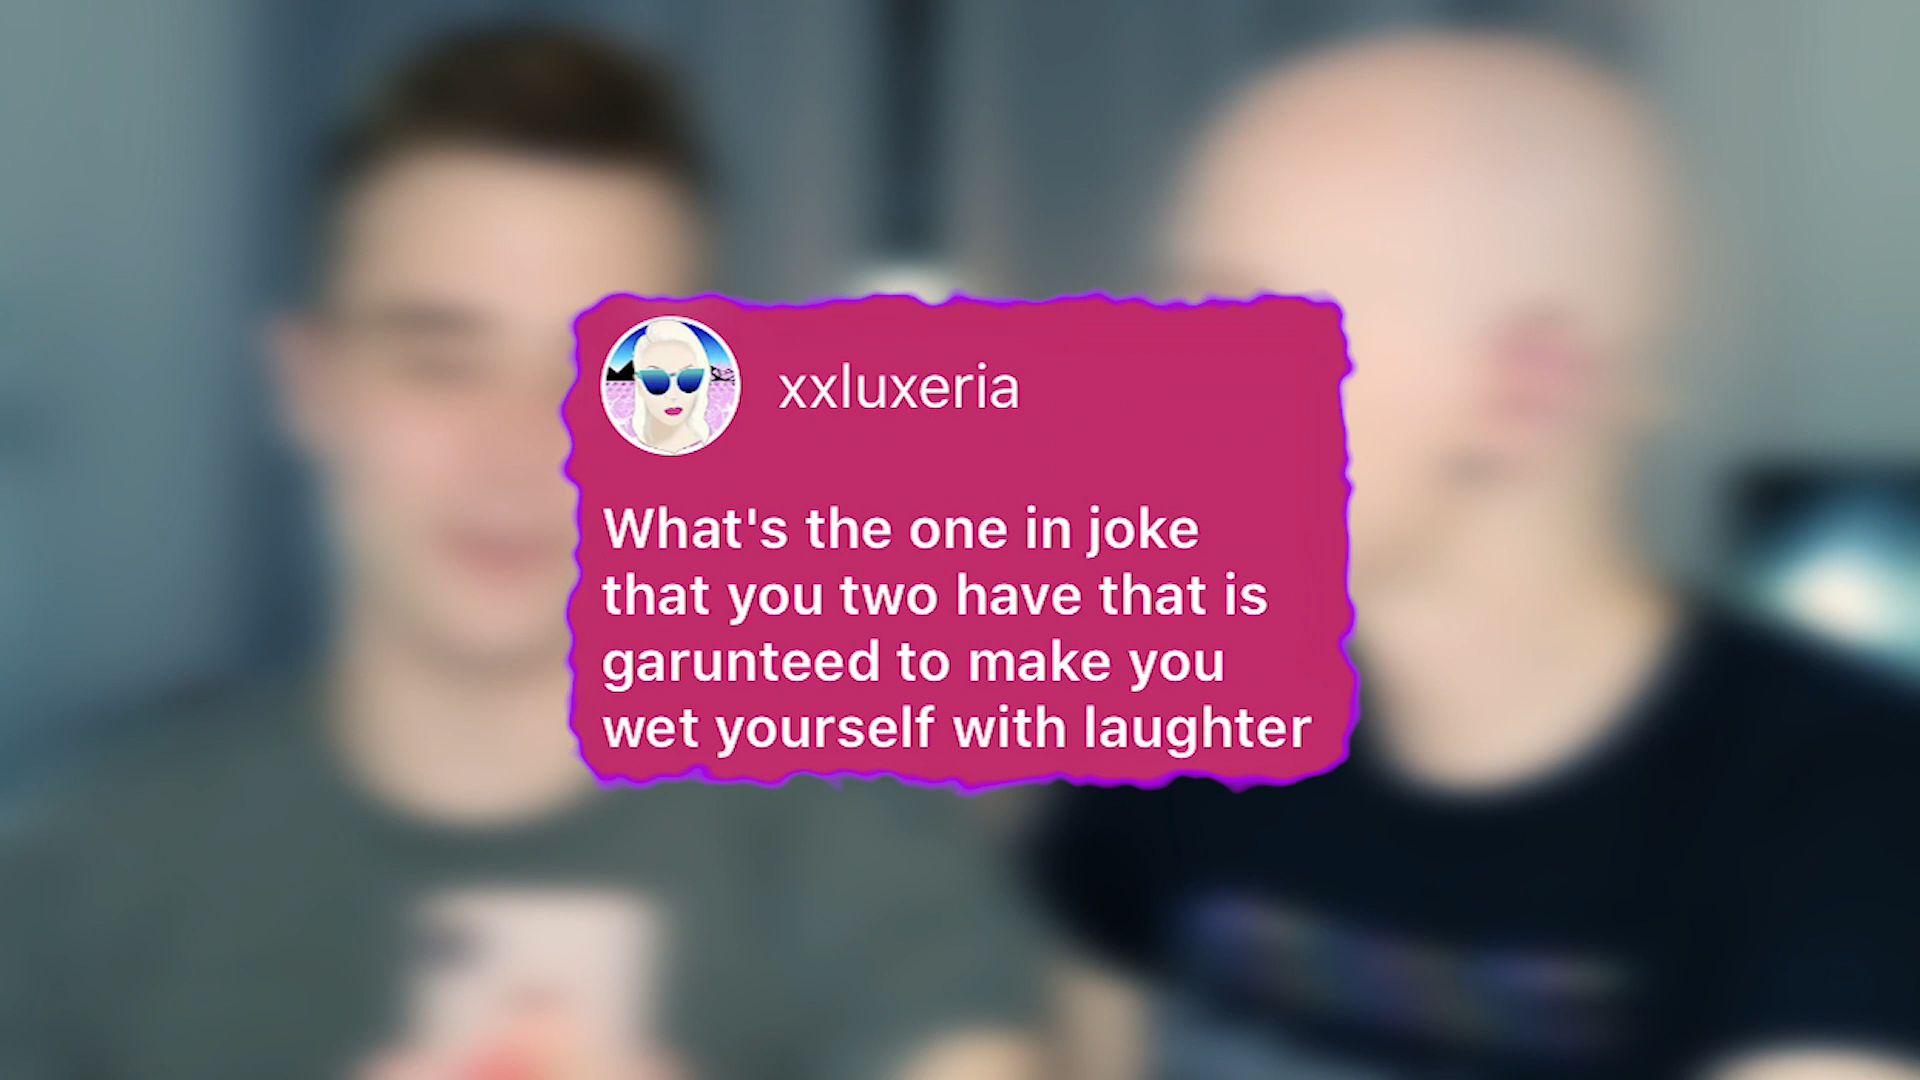 xxluxeria
What's the one in joke
that you two have that is
garunteed to make you
wet yourself with laughter